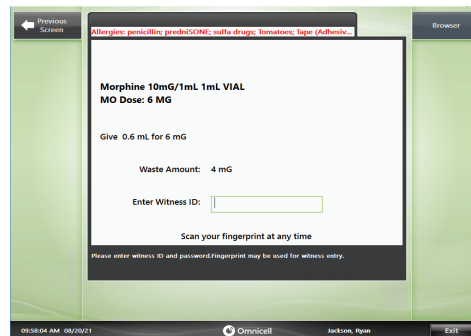 Previous
Screen
Browser
Allergies: penicillin; predniSONE; sulfa drugs; Tomatoes; Tape (Adhesiv...
Morphine 10mG/1mL 1mL VIAL
MO Dose: 6 MG
Give 0.6 mL for 6 mg
Waste Amount: 4 mG
Enter Witness ID:
Scan your fingerprint at any time
Please enter witness ID and password.Fingerprint may be used for witness entry.
09:58:04 AM 08/20/21
Omnicell
Jackson, Ryan
Exit